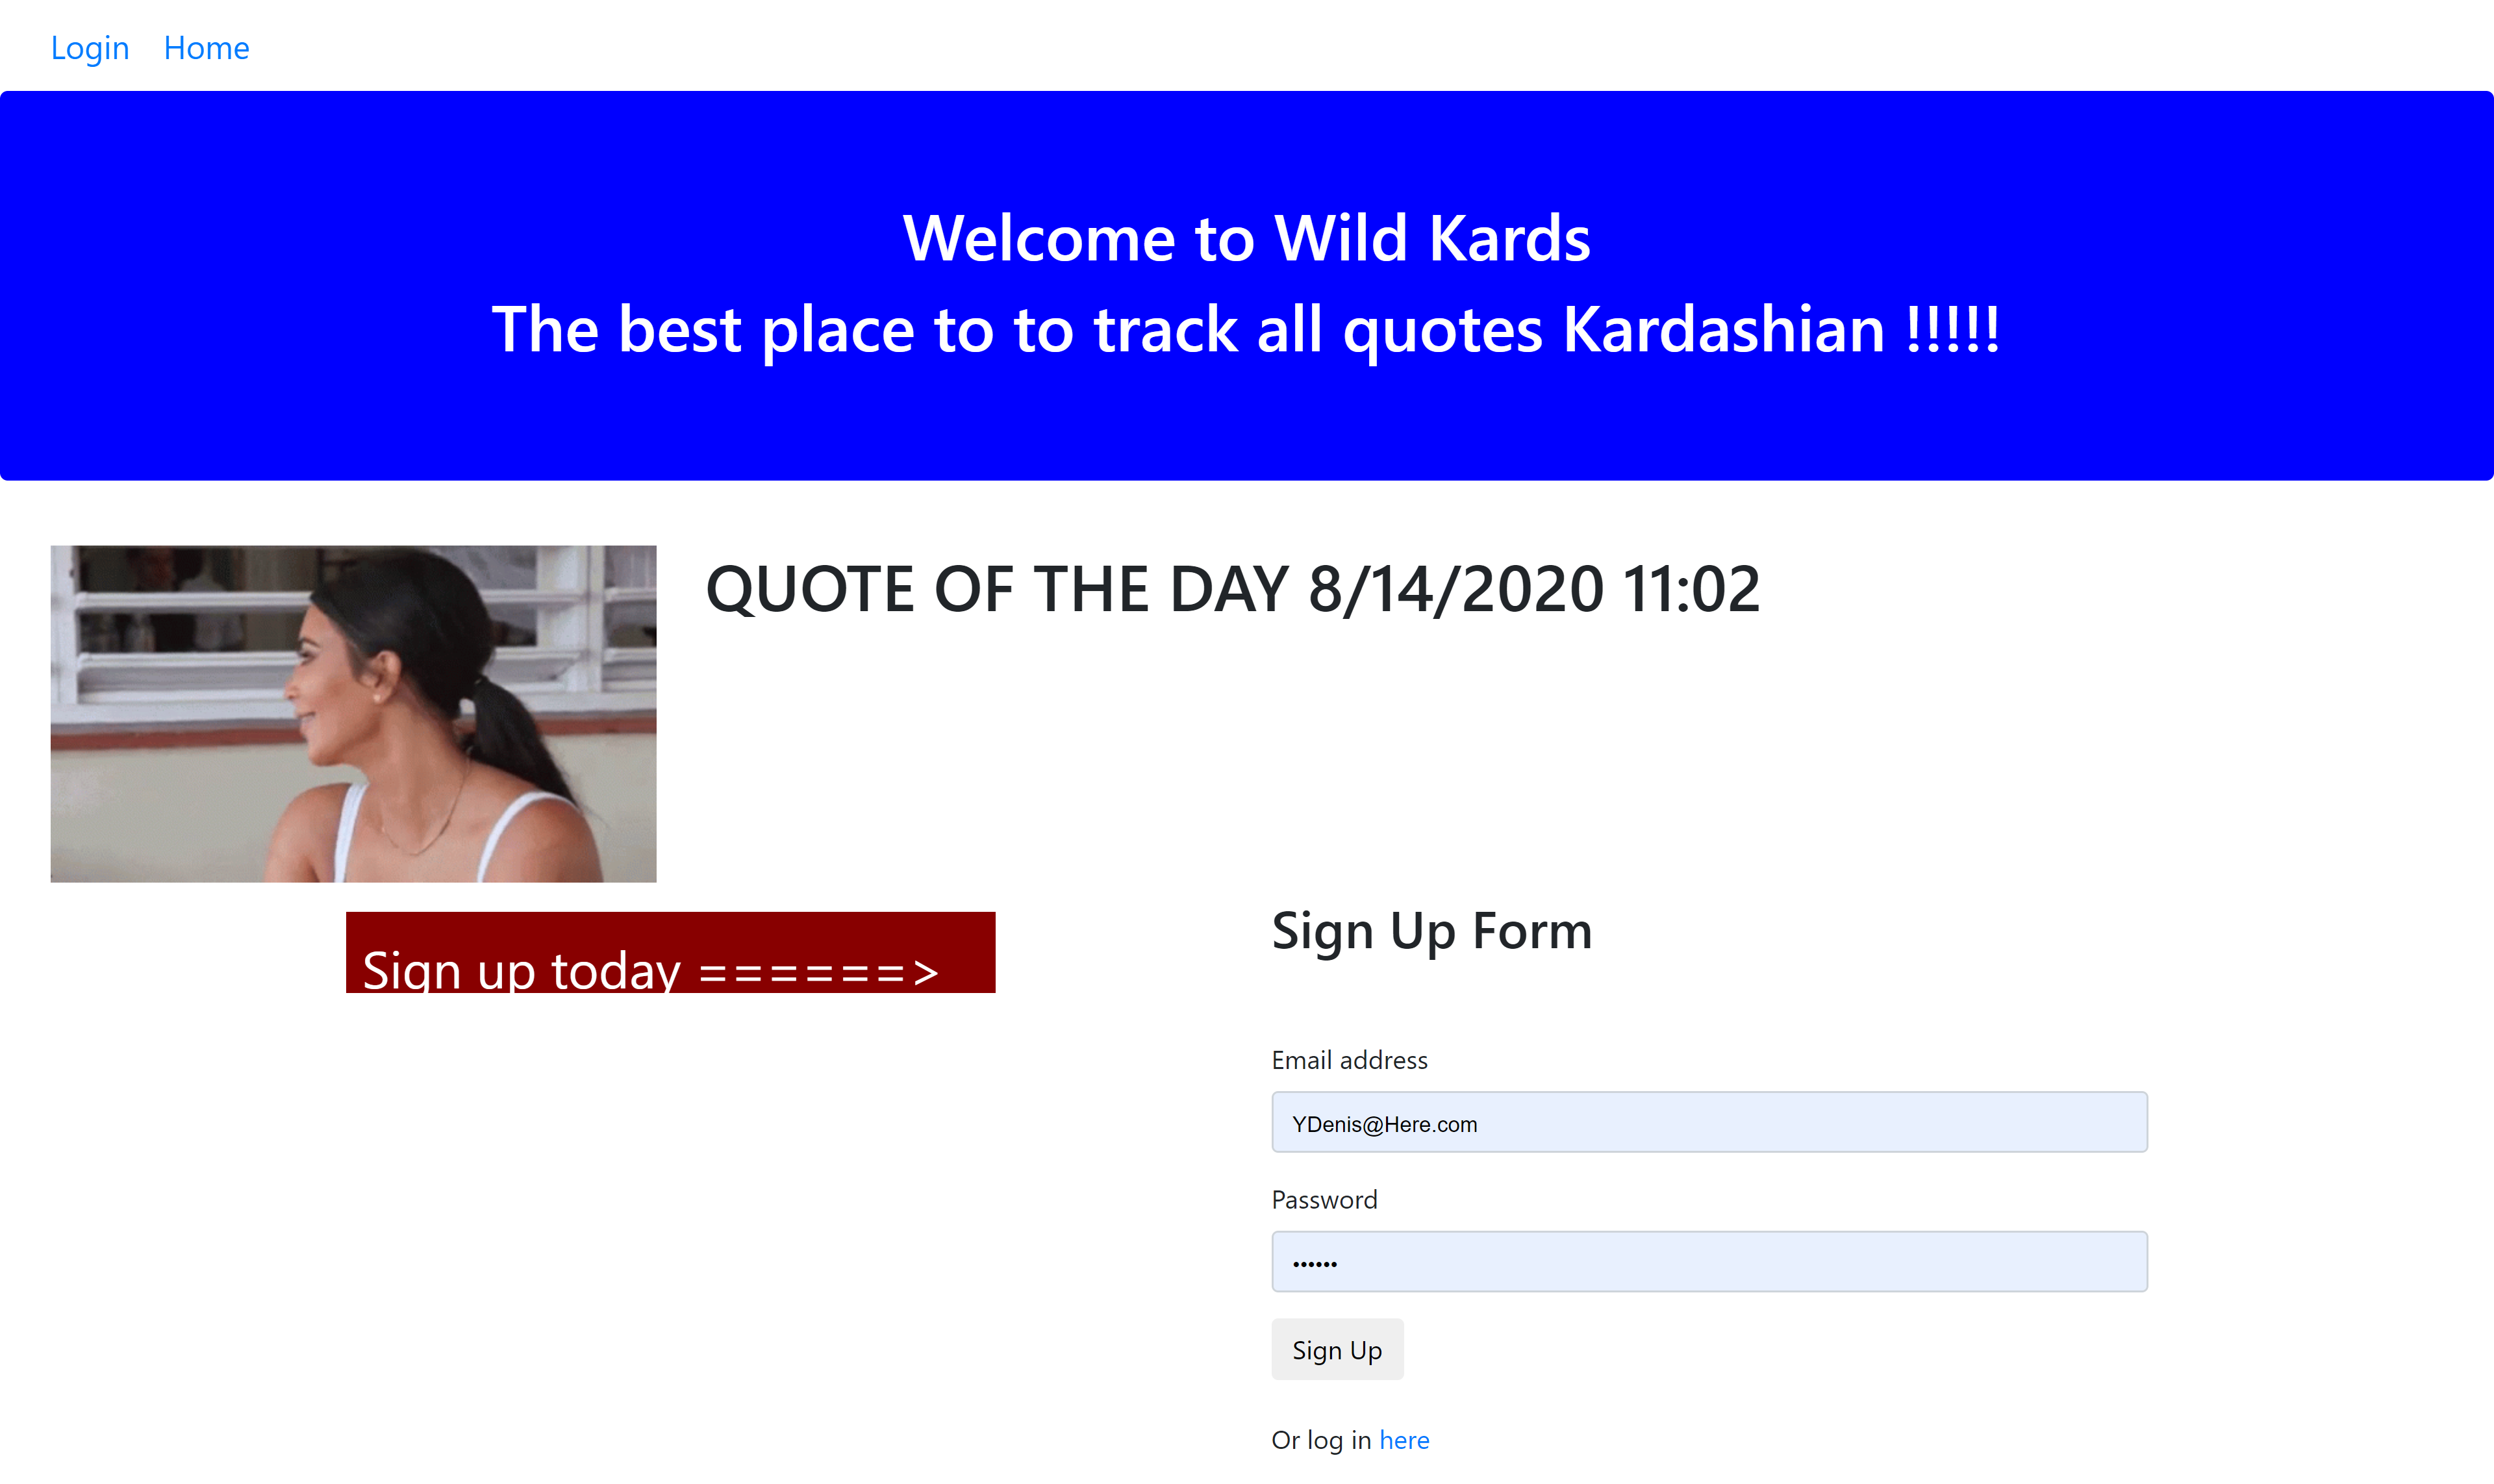 Login Home
Welcome to Wild Kards
The best place to to track all quotes Kardashian !!!!!
QUOTE OF THE DAY 8/14/2020 11:02
Sign up today ======>
Sign Up Form
Email address
YDenis@Here.com
Password
••••••
Sign Up
Or log in here